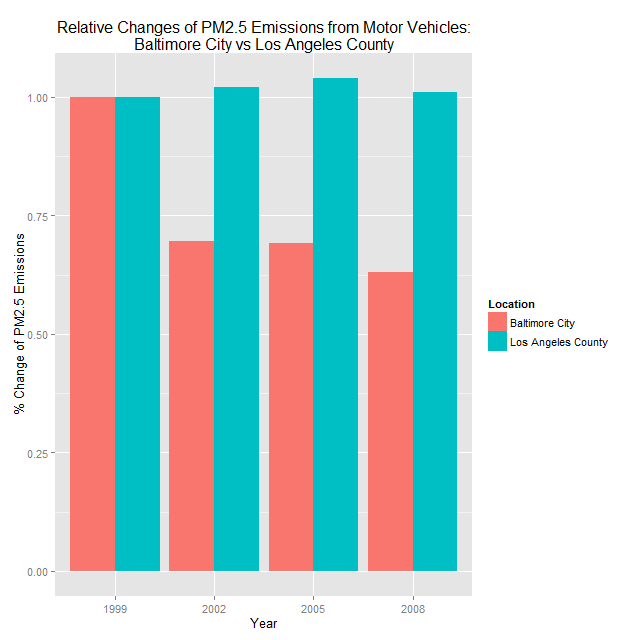 Relative Changes of PM2.5 Emissions from Motor Vehicles:
Baltimore City vs Los Angeles County
% Change of PM2.5 Emissions
1.00
0.75
0.50
0.25
0.00
1999
2002
2005
2008
Year
Location
Baltimore City
Los Angeles County